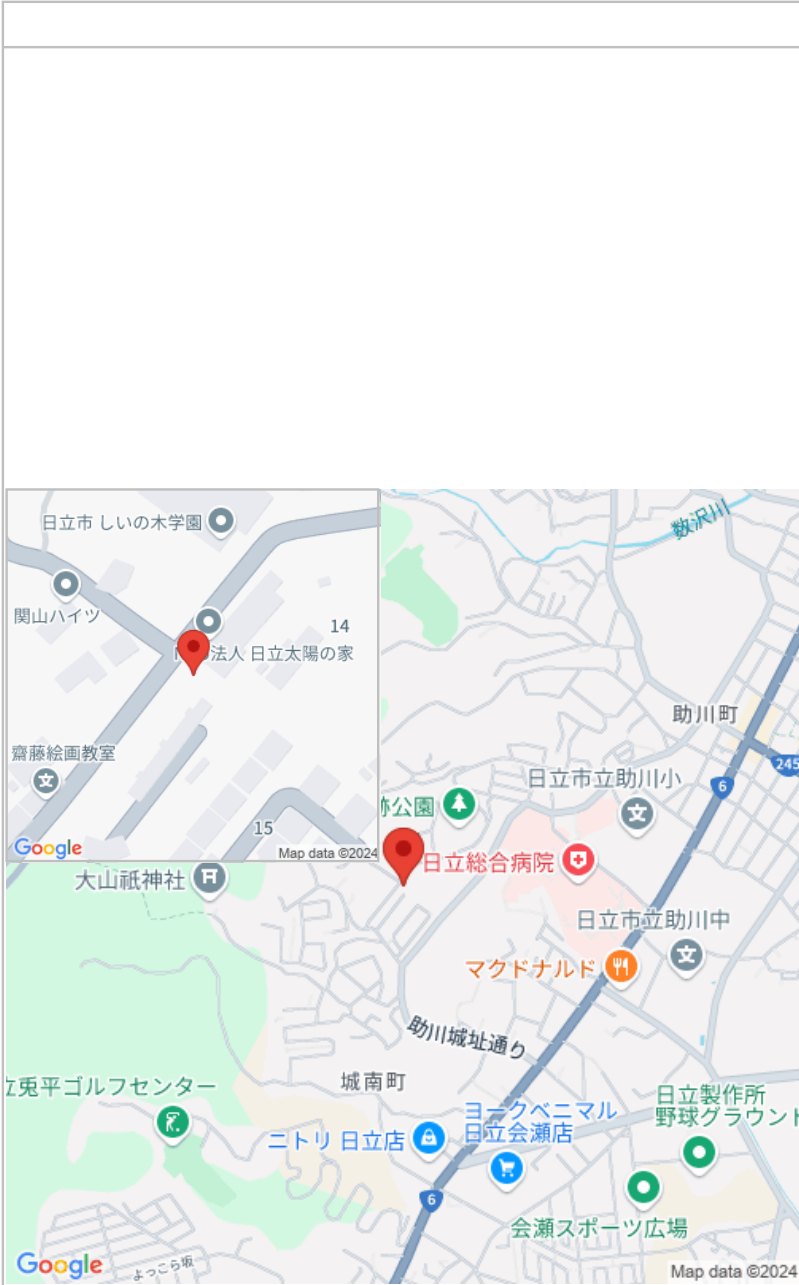 日立市 しいの木学園
関山ハイツ
14
法人 日立太陽の家
齋藤絵画教室
15
Google
Map data ©2024
数沢川
助川町
245
6
日立市立助川小
跡公園
日立総合病院
大山祇神社
日立市立助川中
マクドナルド
助川城址通り
城南町
立兎平ゴルフセンター
日立製作所
野球グラウンド
ヨークベニマル
日立会瀬店
ニトリ 日立店
6
会瀬スポーツ広場
よっこら坂
Google
Map data ©2024